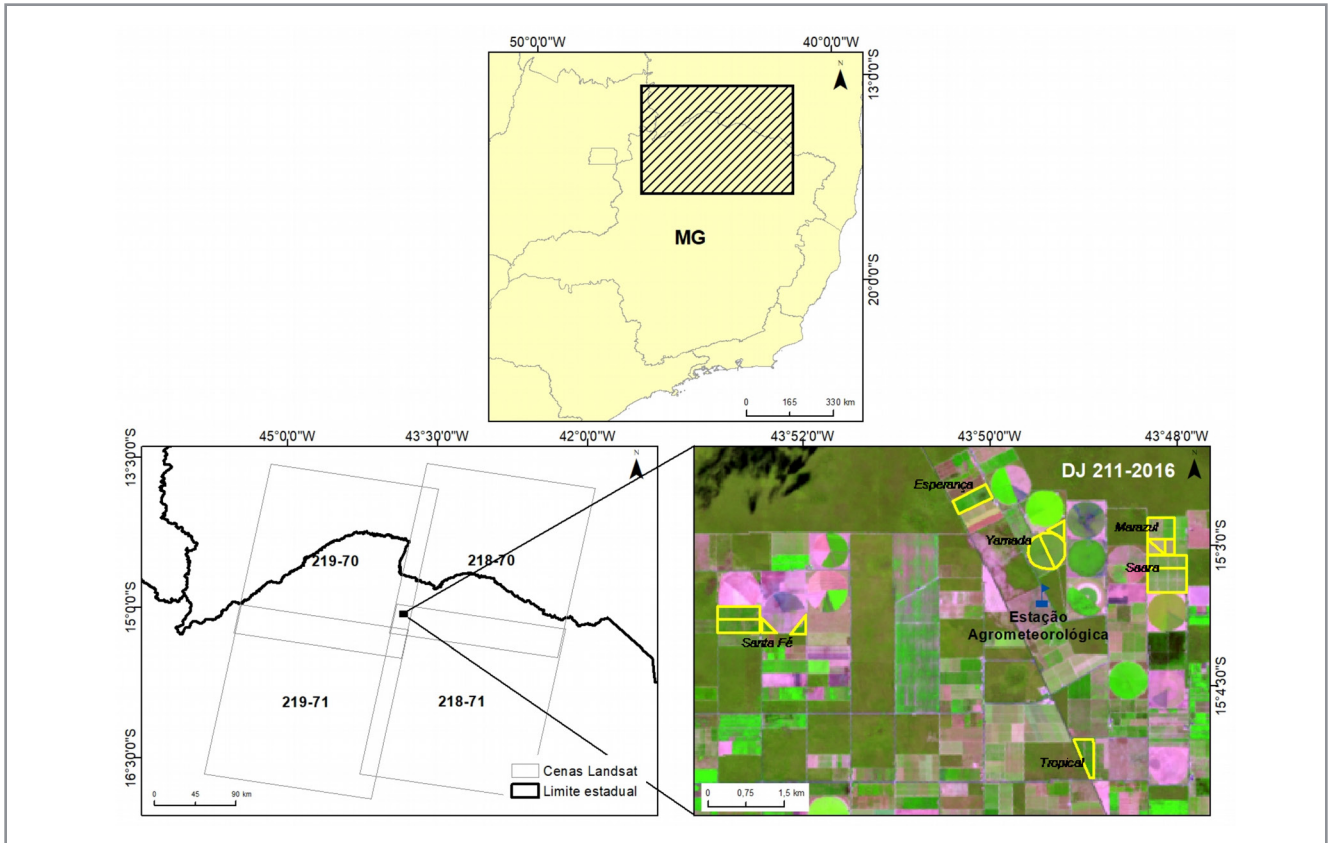 50°0'0"W
40°0'0"W
N
13°0'0"S
MG
20°0'0"S
0 165 330 km
45°0'0"W
43°30'0"W
42°0'0"W
13°30'0"S
N
219-70
218-70
15°0'0"S
219-71
218-71
16°30'0"S
Cenas Landsat
Limite estadual
0 45 90 km
43°52'0"W
43°50'0"W
43°48'0"W
DJ 211-2016
N
Esperança
Marazul
Yamada
15°3'0"S
Saara
Estação
Agrometeorológica
Santa Fé
15°4'30"S
Tropical
0 0,75 1,5 km